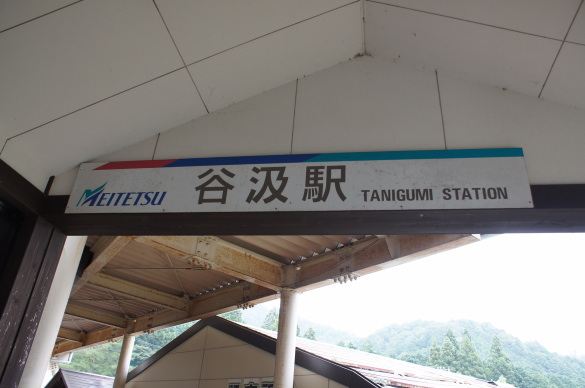 MEITETSU 谷汲駅 TANIGUMI STATION